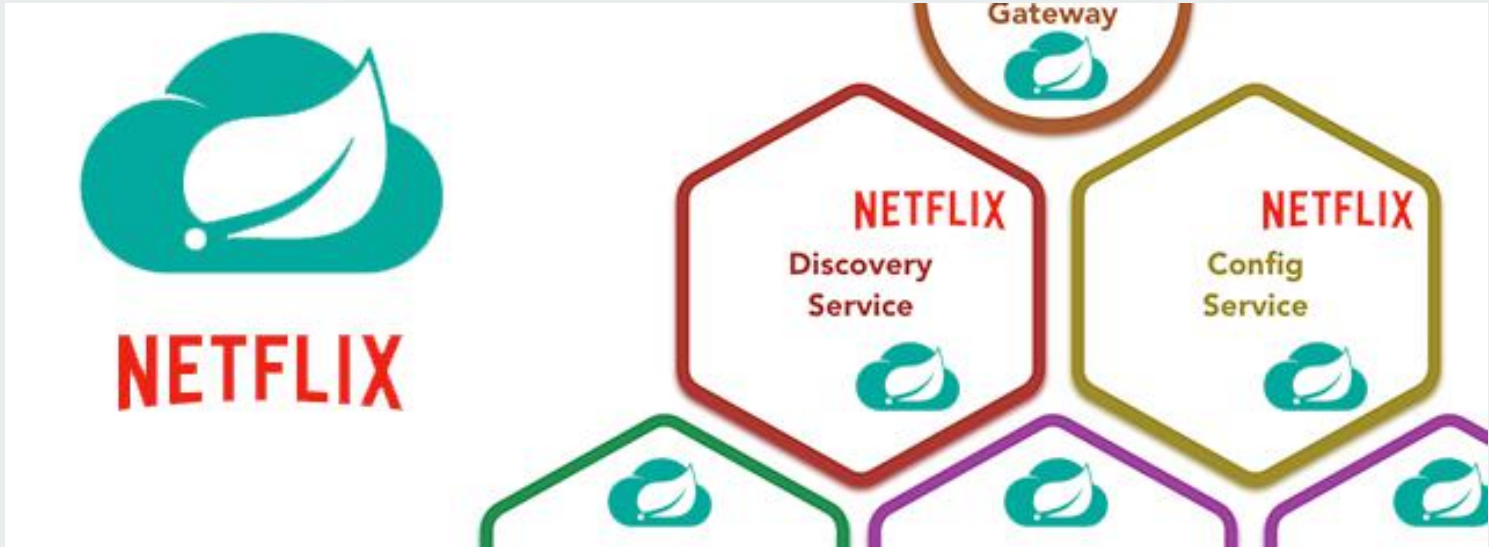 Gateway
NETFLIX
Discovery
Service
NETFLIX
Config
Service
NETFLIX